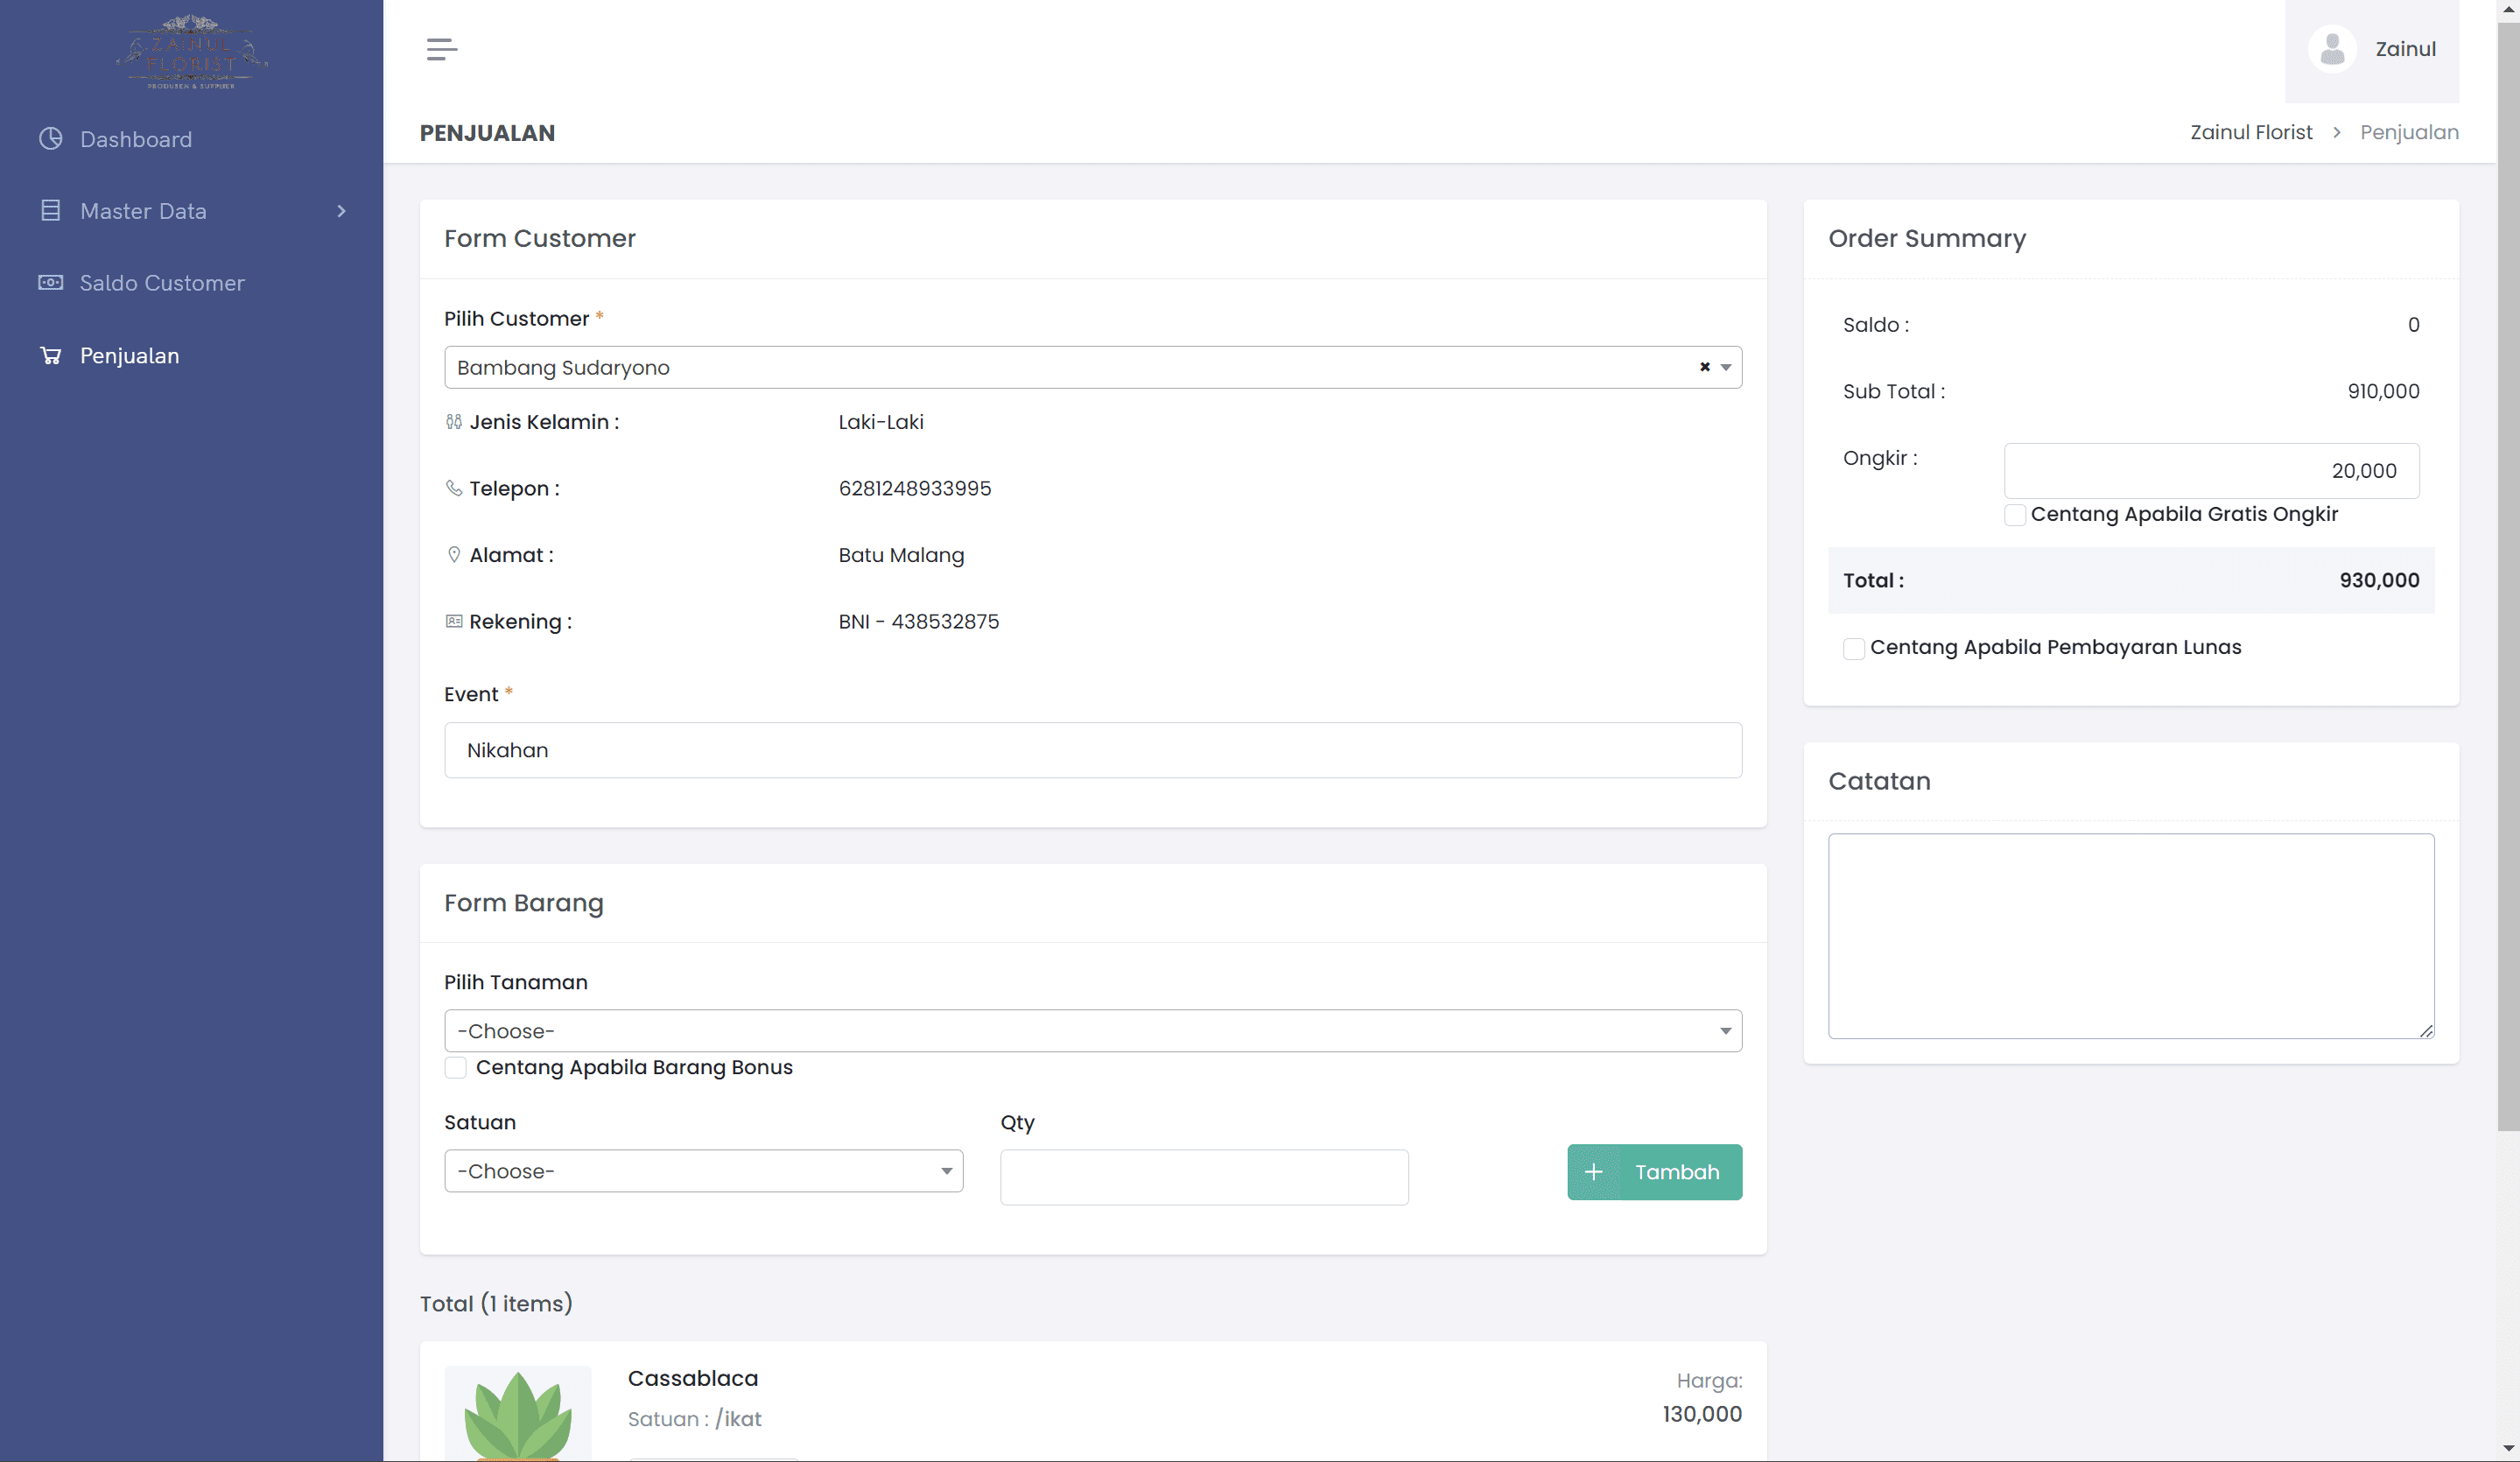 ZAINUL
FLORIST
PRODUSEN & SUPPLIER
Dashboard
Master Data
Saldo Customer
Penjualan
Zainul
PENJUALAN
Zainul Florist > Penjualan
Form Customer
Pilih Customer *
Bambang Sudaryono
Jenis Kelamin : Laki-Laki
Telepon : 6281248933995
Alamat : Batu Malang
Rekening : BNI - 438532875
Event *
Nikahan
Form Barang
Pilih Tanaman
-Choose-
Centang Apabila Barang Bonus
Satuan
-Choose-
Qty
+ Tambah
Total (1 items)
Cassablaca
Satuan : /ikat
Harga:
130,000
Order Summary
Saldo : 0
Sub Total : 910,000
Ongkir : 20,000
Centang Apabila Gratis Ongkir
Total : 930,000
Centang Apabila Pembayaran Lunas
Catatan